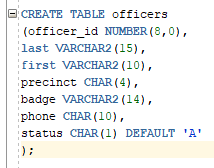 CREATE TABLE officers
(officer_id NUMBER(8,0),
last VARCHAR2(15),
first VARCHAR2(10),
precinct CHAR(4),
badge VARCHAR2(14),
phone CHAR(10),
status CHAR(1) DEFAULT 'A'
);